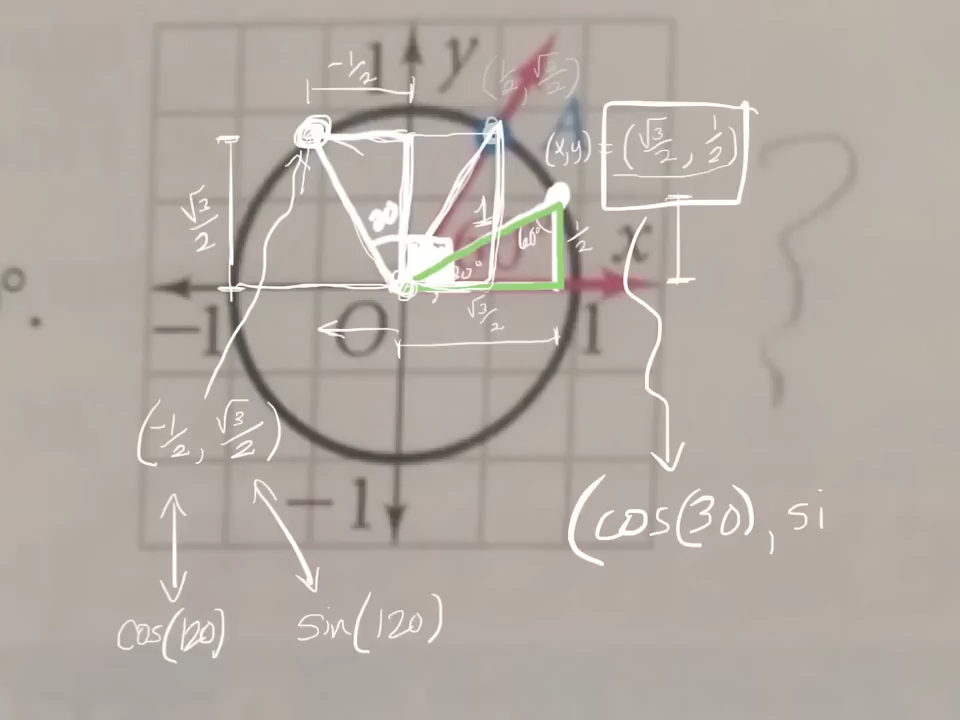 1 y
-1/2
(1/2, √3/2)
A
(x,y) = (√3/2, 1/2)
√3/2
30
1
60°
1/2
x
30°
°.
√3/2
-1 O 1
(-1/2, √3/2)
-1
(cos(30), si
cos(120) sin(120)